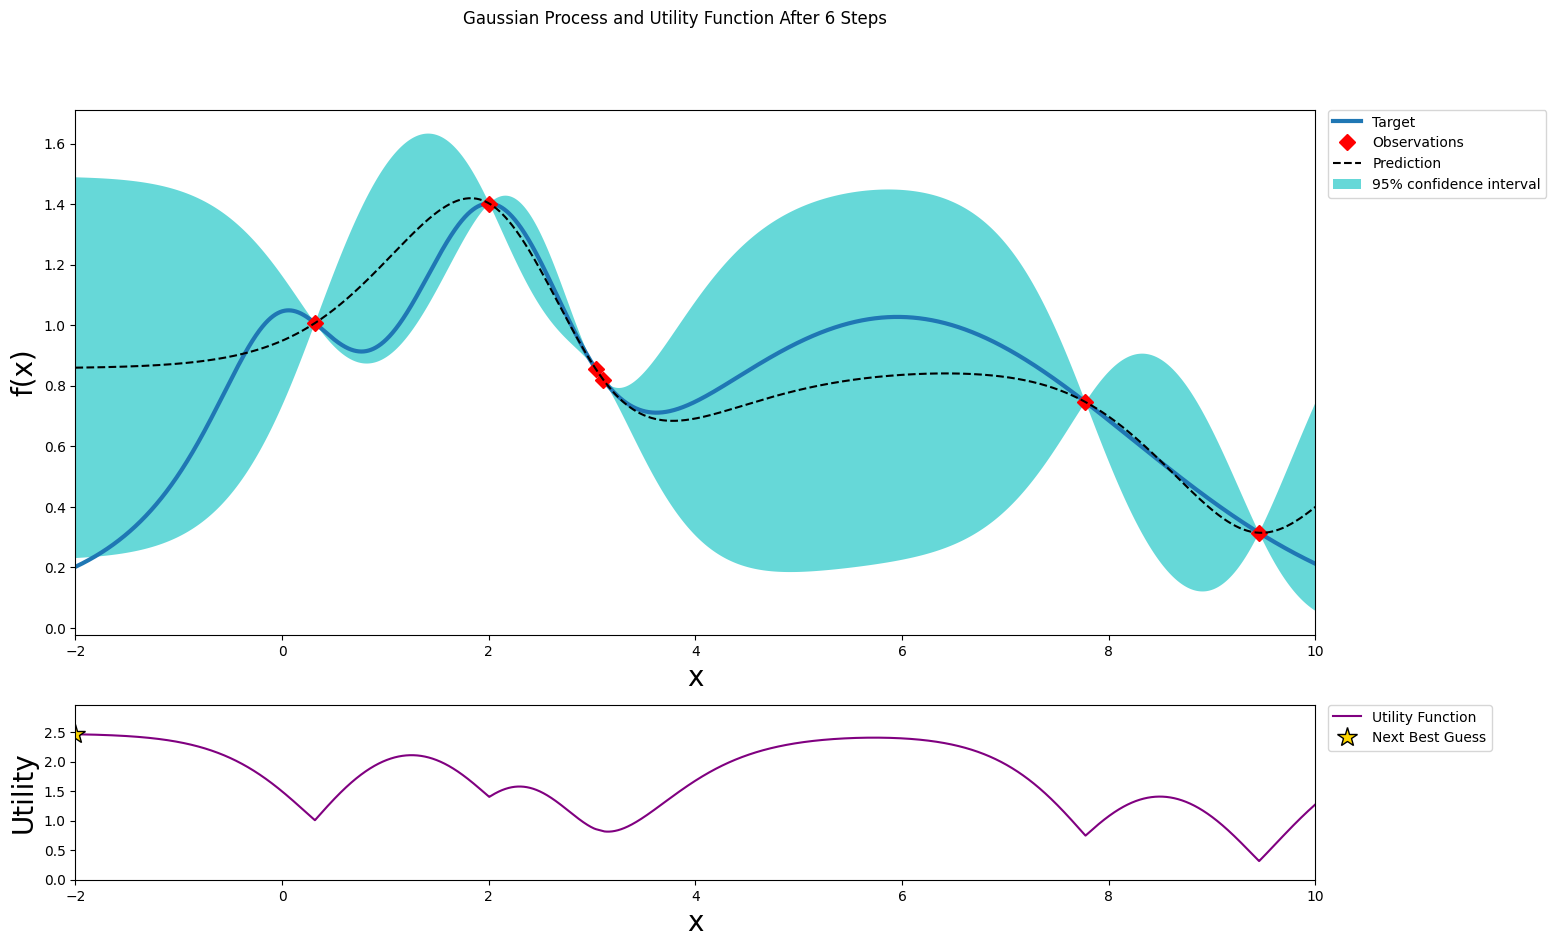 Gaussian Process and Utility Function After 6 Steps
f(x)
1.6
1.4
1.2
1.0
0.8
0.6
0.4
0.2
0.0
−2 0 2 4 6 8 10
x
Target
Observations
Prediction
95% confidence interval
Utility
2.5
2.0
1.5
1.0
0.5
0.0
−2 0 2 4 6 8 10
x
Utility Function
Next Best Guess